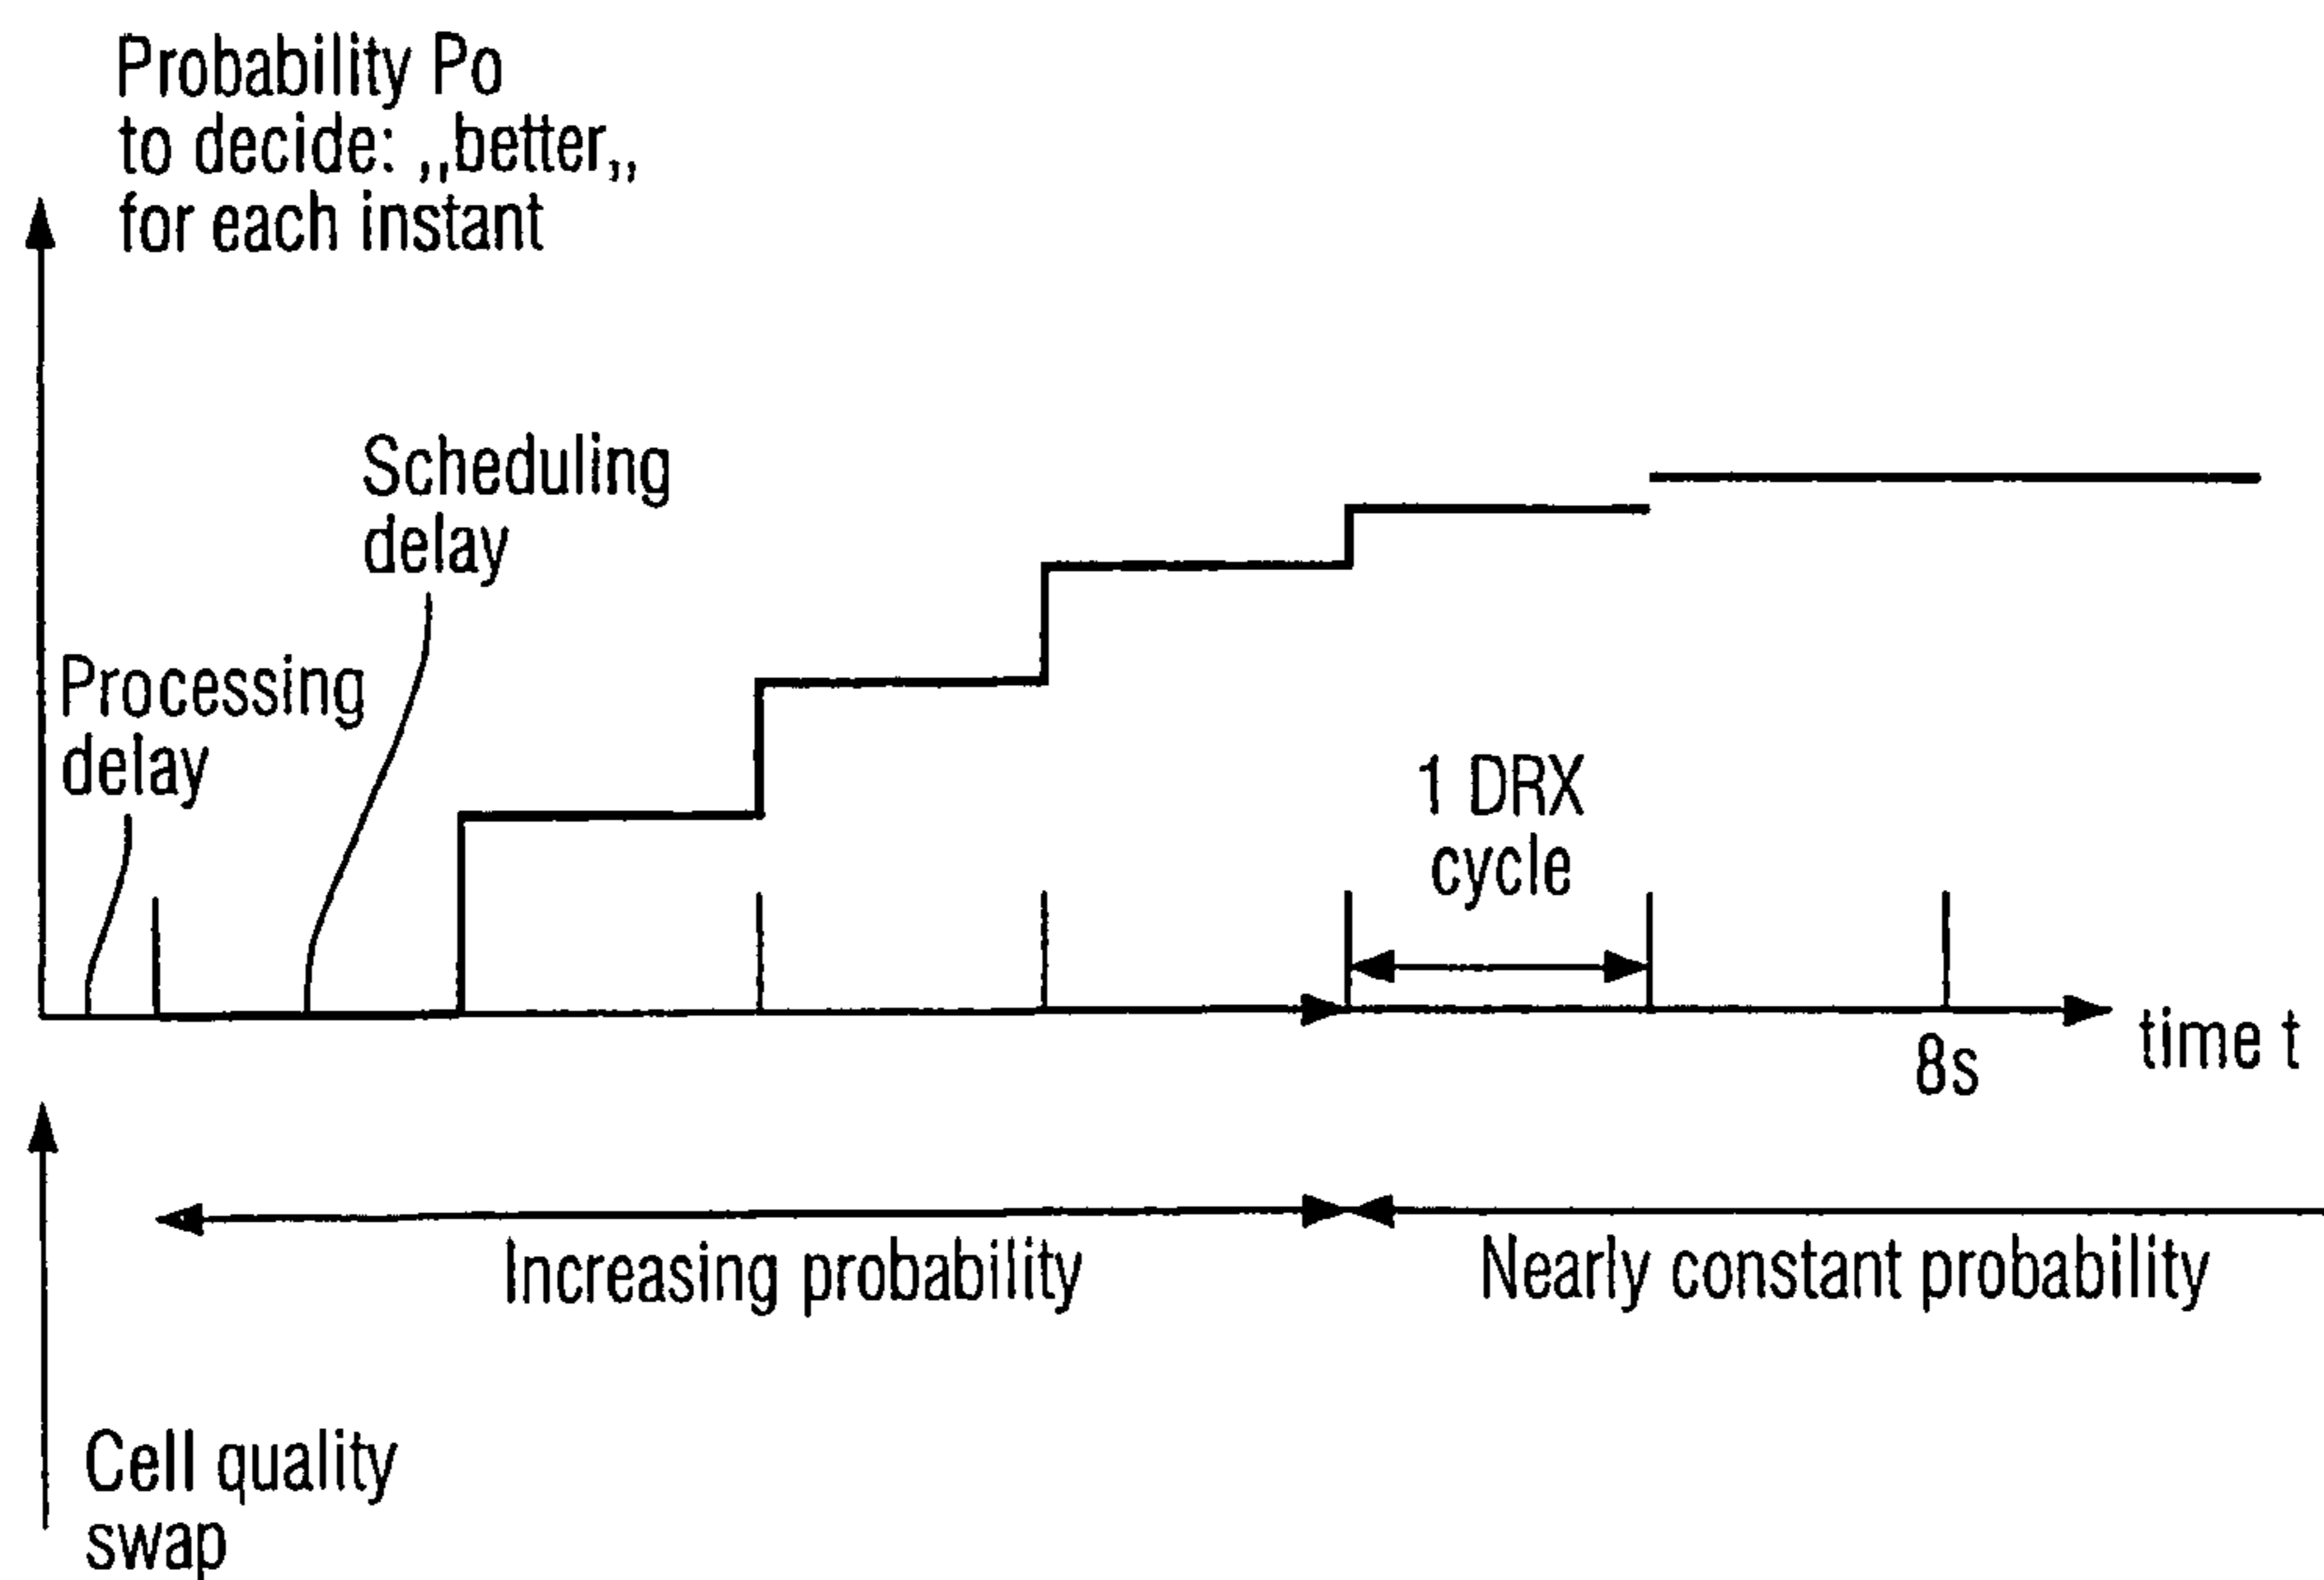 Probability Po
to decide: ,,better,,
for each instant
Scheduling
delay
Processing
delay
1 DRX
cycle
8s
time t
Increasing probability
Nearly constant probability
Cell quality
swap